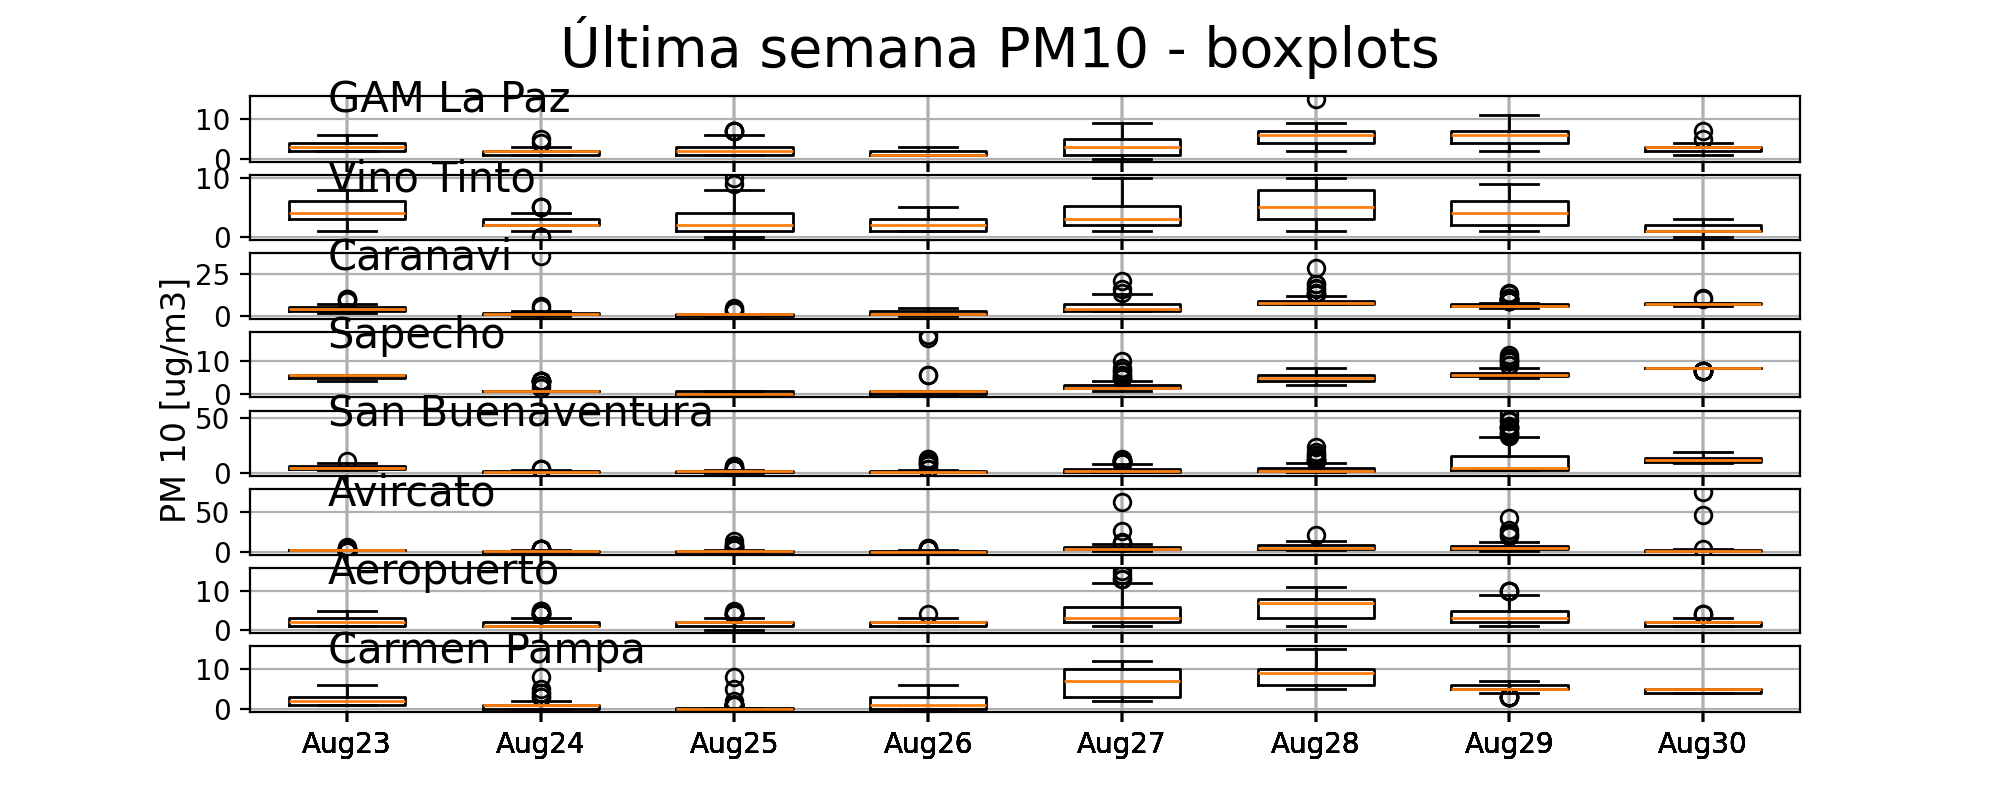 Última semana PM10 - boxplots
PM 10 [ug/m3]
GAM La Paz
10
0
Vino Tinto
10
0
Caranavi
25
0
Sapecho
10
0
San Buenaventura
50
0
Avircato
50
0
Aeropuerto
10
0
Carmen Pampa
10
0
Aug23 Aug24 Aug25 Aug26 Aug27 Aug28 Aug29 Aug30